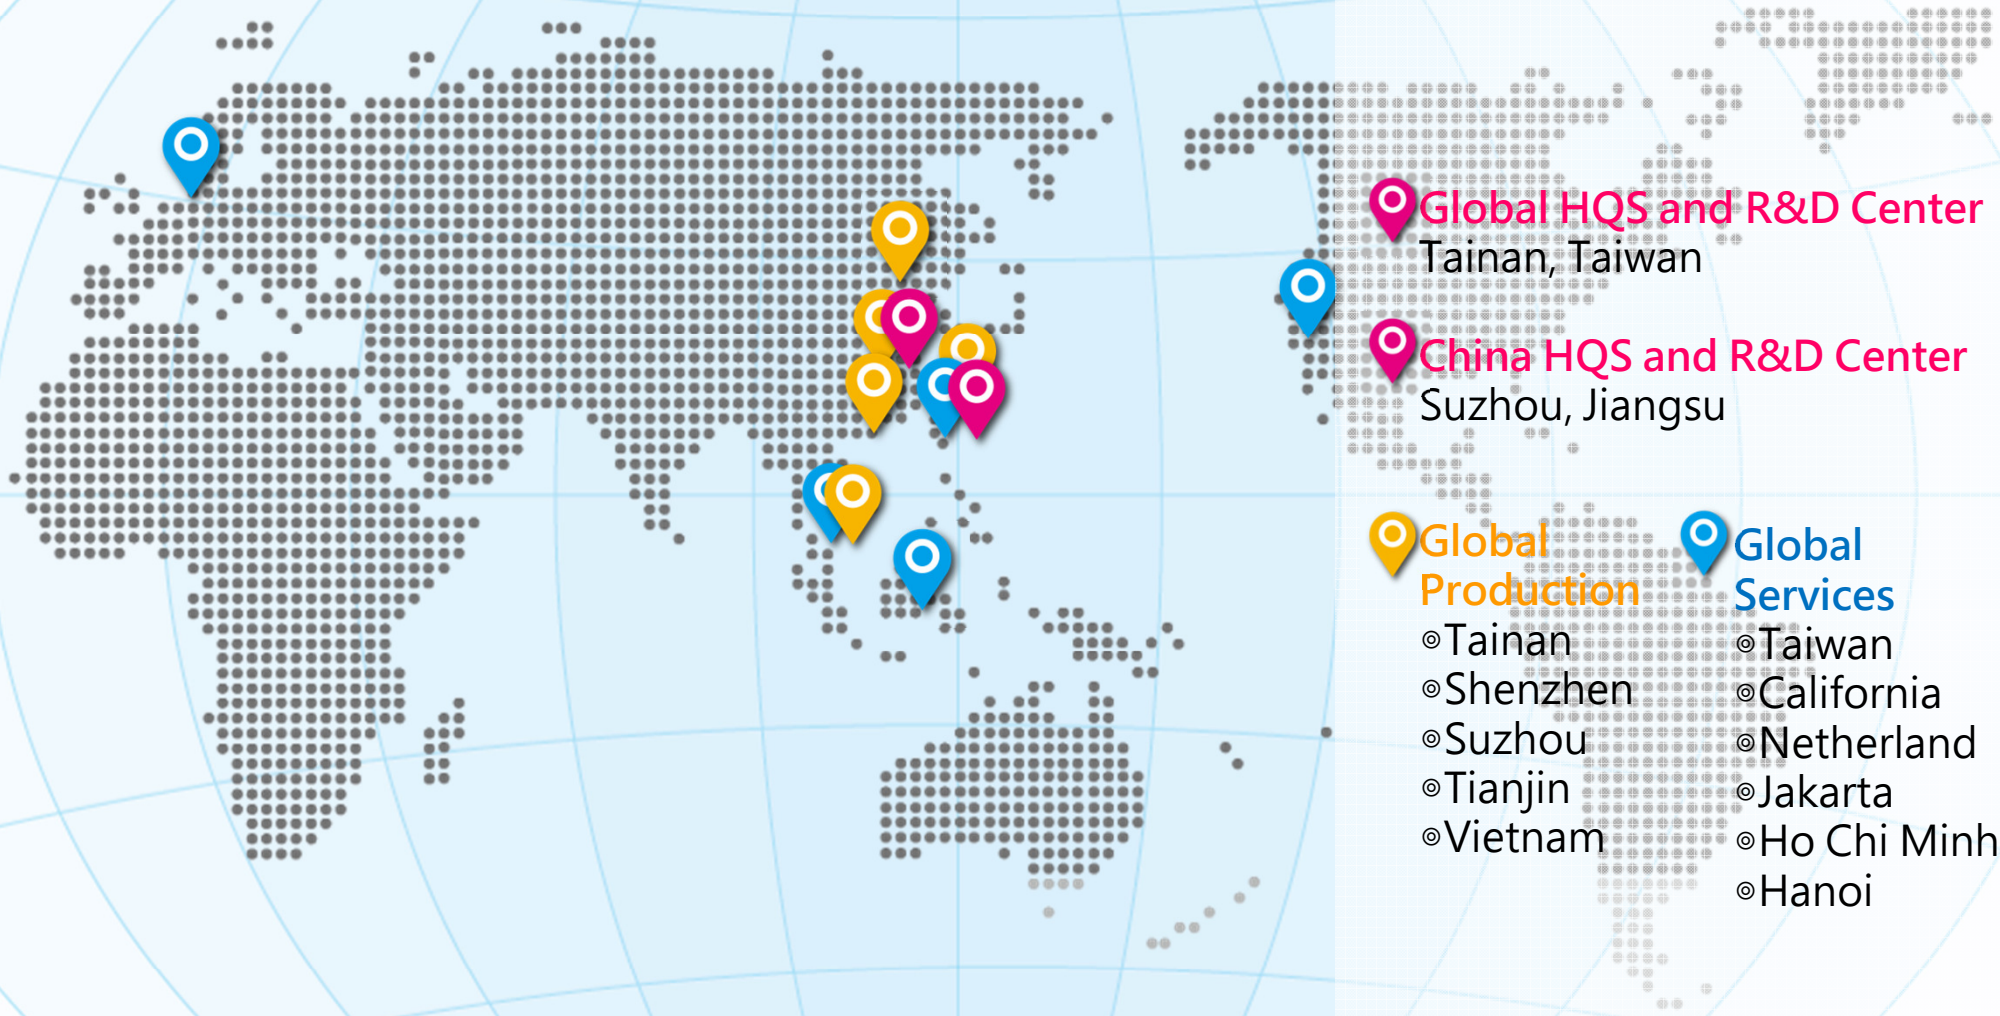 Global HQS and R&D Center
Tainan, Taiwan
China HQS and R&D Center
Suzhou, Jiangsu
Global
Production
◎Tainan
◎Shenzhen
◎Suzhou
◎Tianjin
◎Vietnam
Global
Services
◎Taiwan
◎California
◎Netherland
◎Jakarta
◎Ho Chi Minh
◎Hanoi